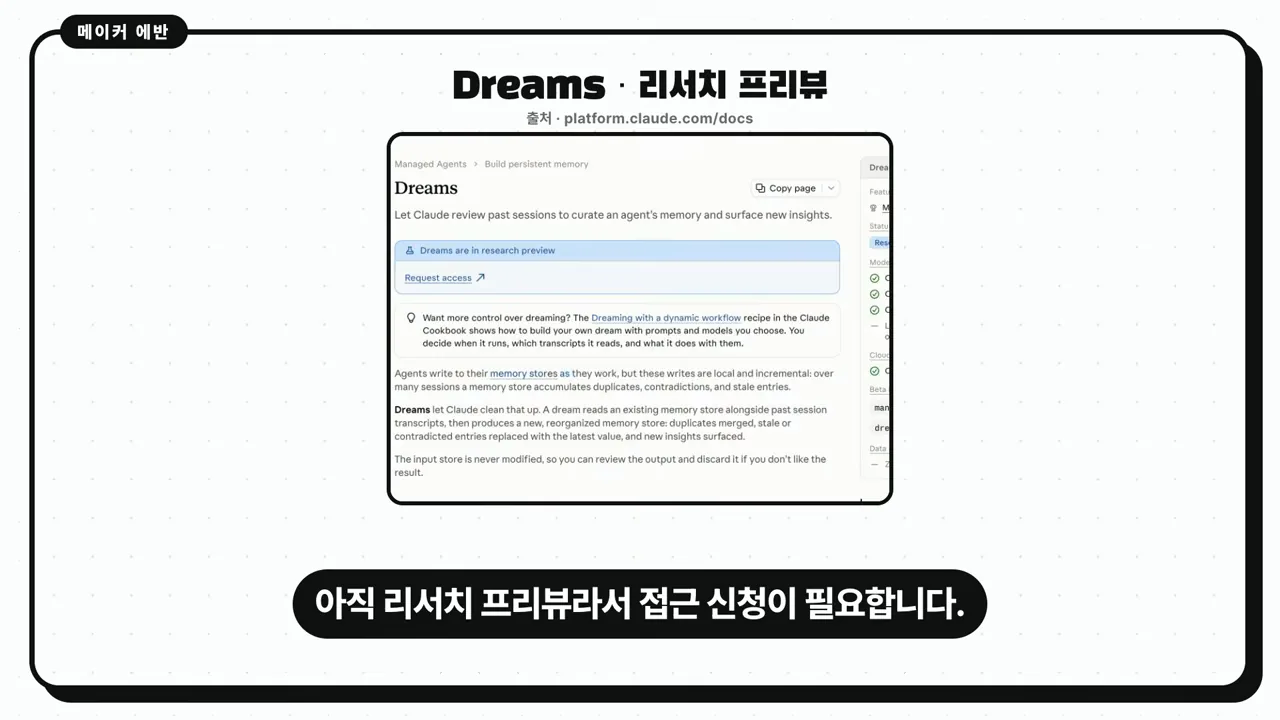 메이커 에반
Dreams · 리서치 프리뷰
출처 · platform.claude.com/docs
Managed Agents > Build persistent memory
Dreams
Copy page
Let Claude review past sessions to curate an agent's memory and surface new insights.
Dreams are in research preview
Request access
Want more control over dreaming? The Dreaming with a dynamic workflow recipe in the Claude
Cookbook shows how to build your own dream with prompts and models you choose. You
decide when it runs, which transcripts it reads, and what it does with them.
Agents write to their memory stores as they work, but these writes are local and incremental: over
many sessions a memory store accumulates duplicates, contradictions, and stale entries.
Dreams let Claude clean that up. A dream reads an existing memory store alongside past session
transcripts, then produces a new, reorganized memory store: duplicates merged, stale or
contradicted entries replaced with the latest value, and new insights surfaced.
The input store is never modified, so you can review the output and discard it if you don't like the
result.
아직 리서치 프리뷰라서 접근 신청이 필요합니다.